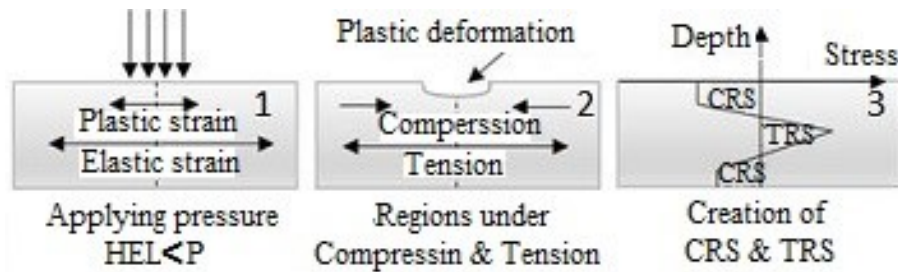 1
Plastic strain
Elastic strain
Applying pressure
HEL<P
Plastic deformation
2
Comperssion
Tension
Regions under
Compressin & Tension
Depth
Stress
3
CRS
TRS
CRS
Creation of
CRS & TRS